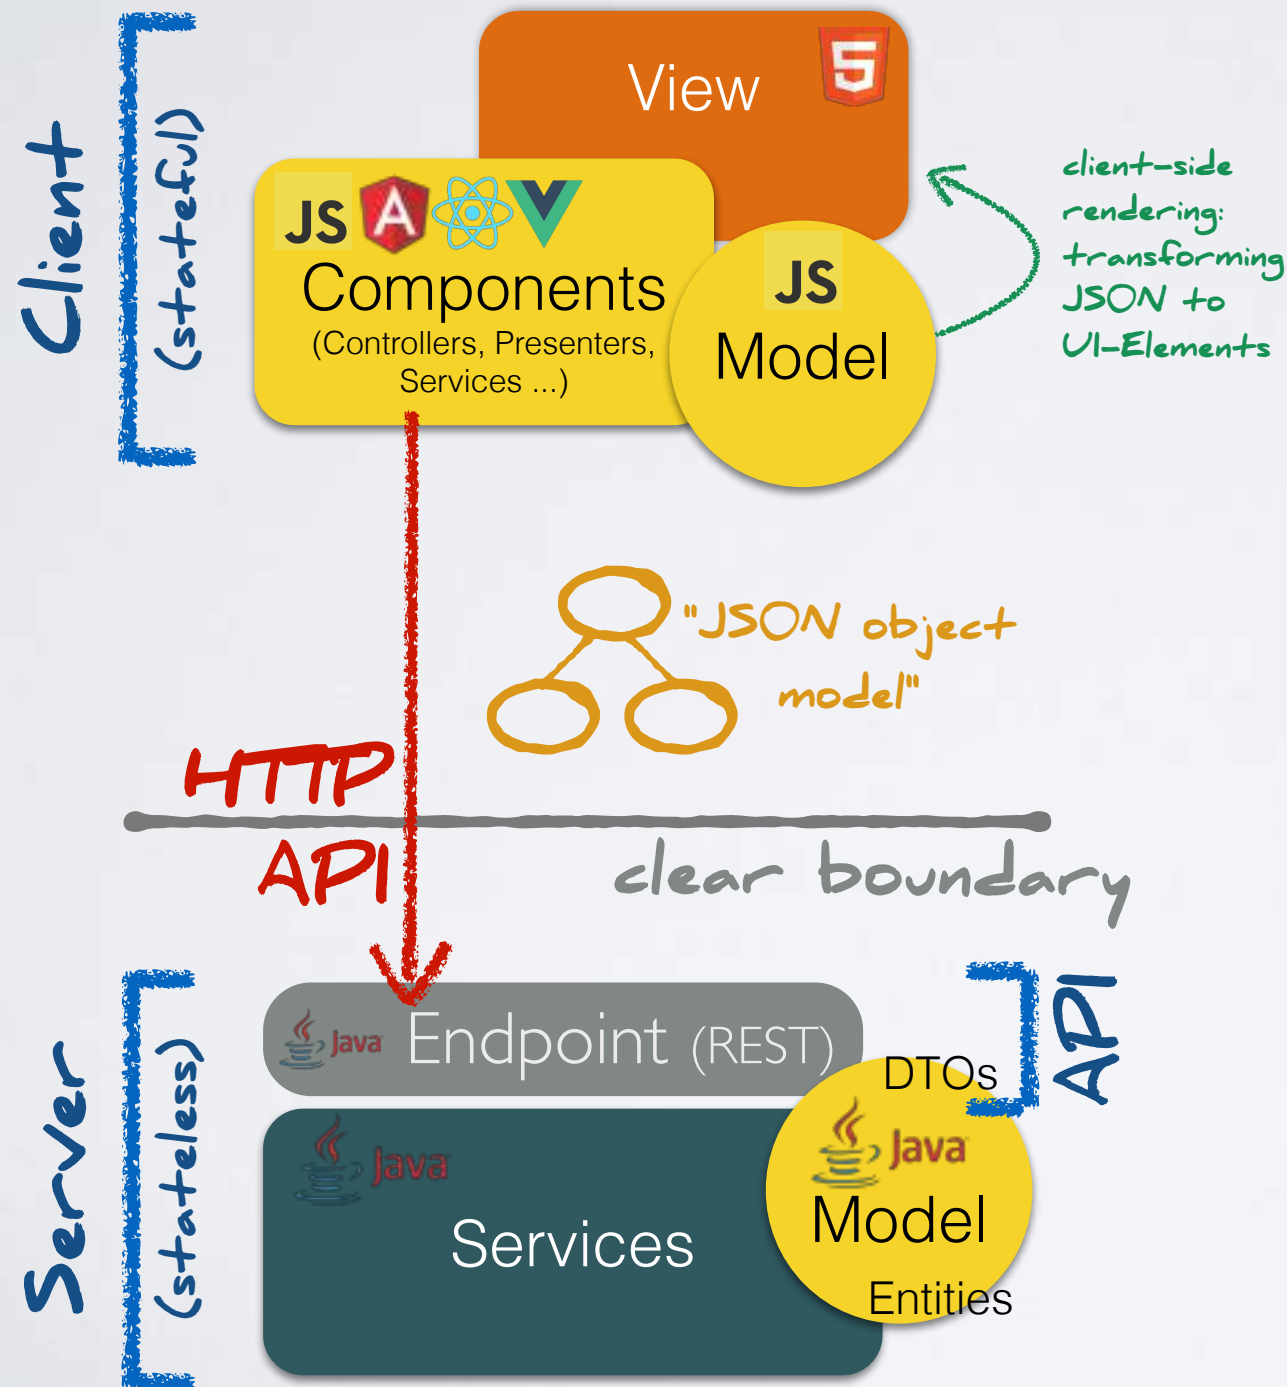 Client
(stateful)
View
5
JS
A
Components
(Controllers, Presenters,
Services ...)
JS
Model
client-side
rendering:
transforming
JSON to
UI-Elements
"JSON object
model"
HTTP
API
clear boundary
Server
(stateless)
Java
Endpoint (REST)
API
DTOs
Java
Model
Entities
Java
Services